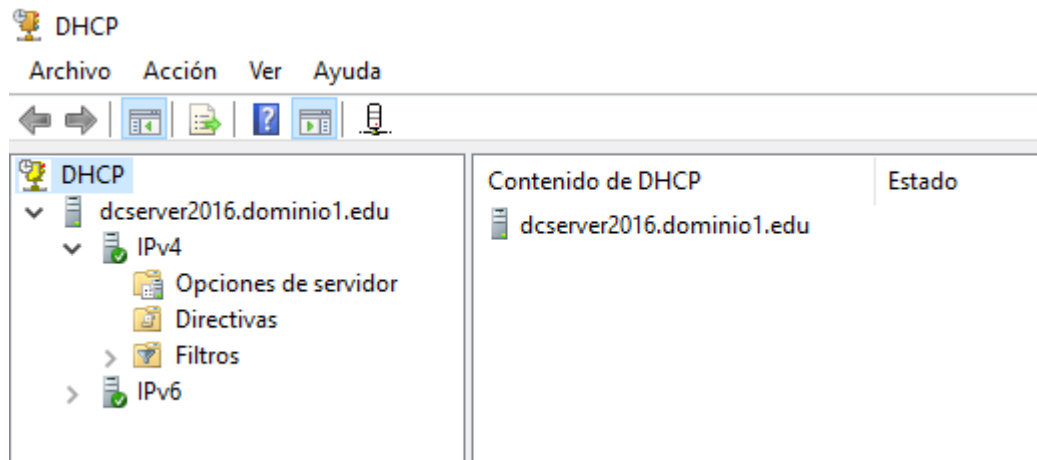 DHCP
Archivo Acción Ver Ayuda
DHCP
dcserver2016.dominio1.edu
IPv4
Opciones de servidor
Directivas
Filtros
IPv6
Contenido de DHCP Estado
dcserver2016.dominio1.edu